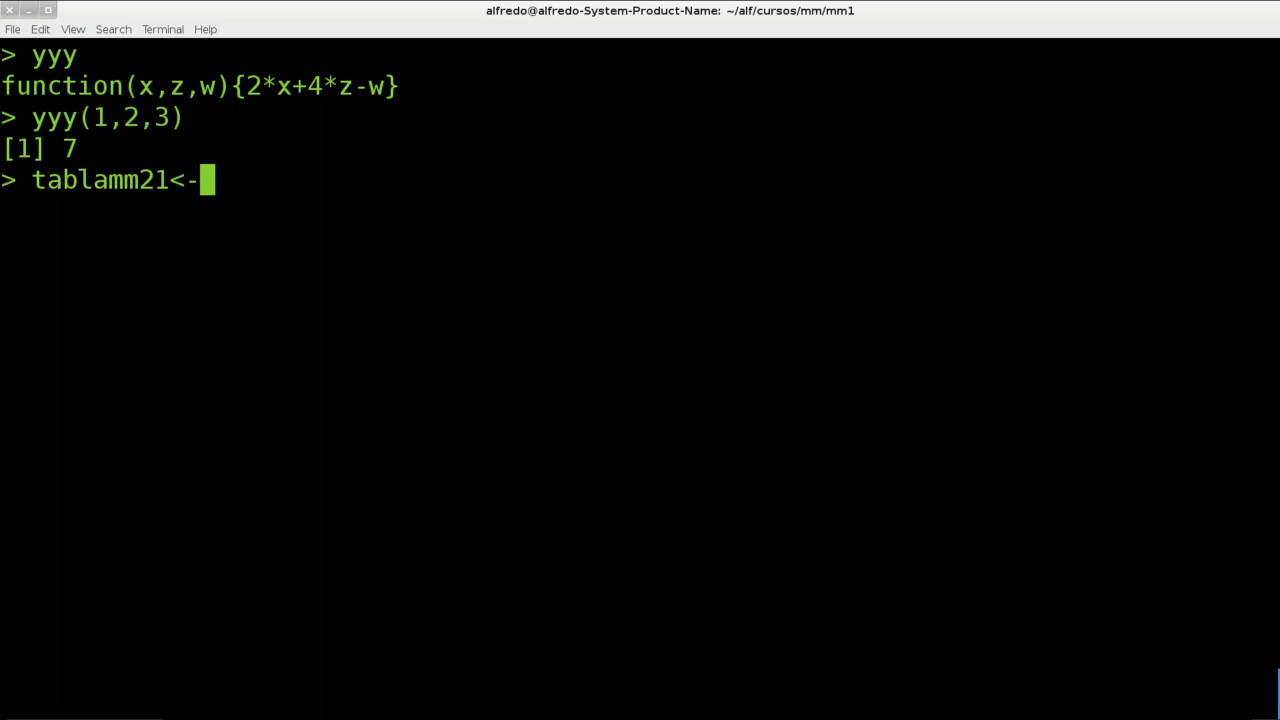 alfredo@alfredo-System-Product-Name: ~/alf/cursos/mm/mm1
File Edit View Search Terminal Help
> yyy
function(x,z,w){2*x+4*z-w}
> yyy(1,2,3)
[1] 7
> tablamm21<-